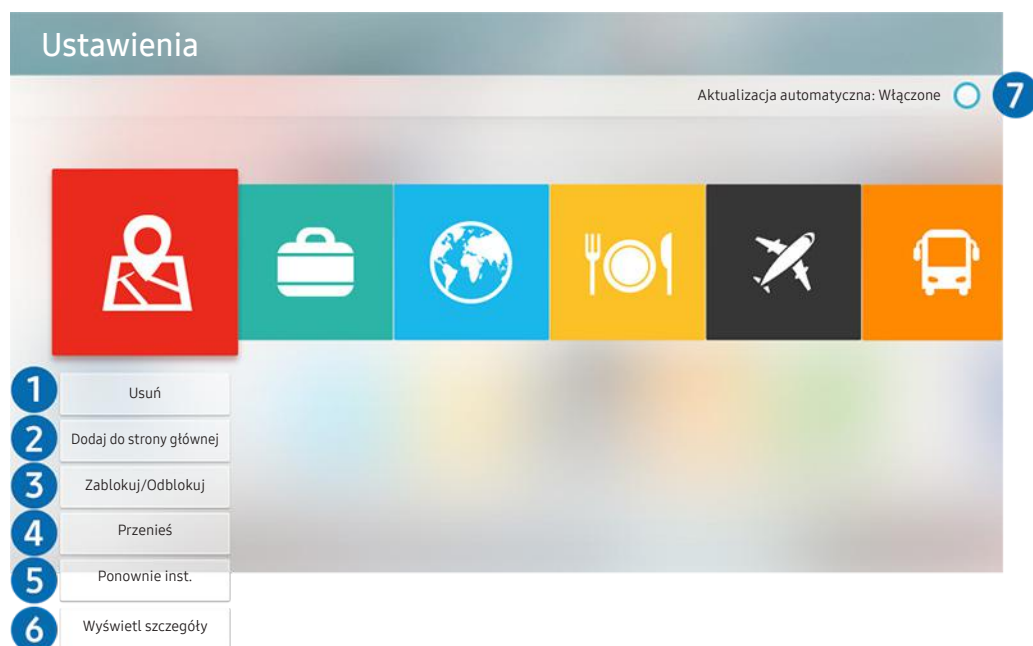 Ustawienia
Aktualizacja automatyczna: Włączone
7
1
Usuń
2
Dodaj do strony głównej
3
Zablokuj/Odblokuj
4
Przenieś
5
Ponownie inst.
6
Wyświetl szczegóły